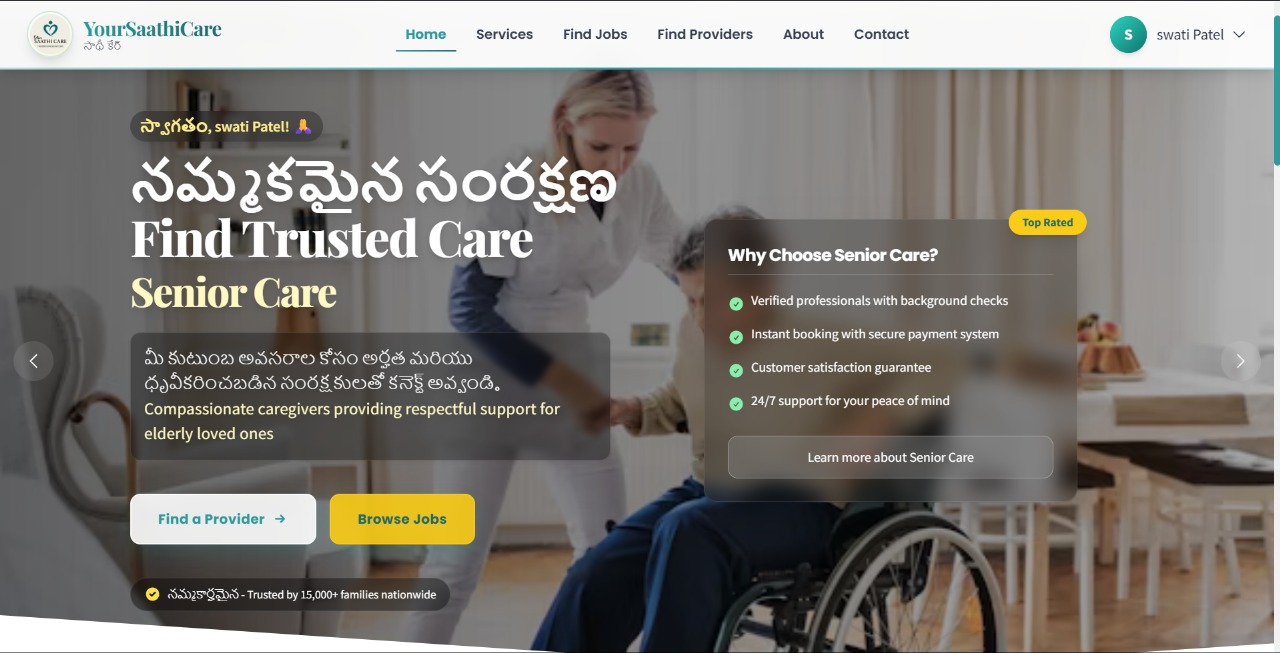 YourSaathiCare
సాథీ కేర్
Home Services Find Jobs Find Providers About Contact
S swati Patel
స్వాగతం, swati Patel! 🙏
నమ్మకమైన సంరక్షణ
Find Trusted Care
Senior Care
మీ కుటుంబ అవసరాల కోసం అర్హత మరియు
ధృవీకరించబడిన సంరక్షకులతో కనెక్ట్ అవ్వండి.
Compassionate caregivers providing respectful support for
elderly loved ones
Find a Provider →
Browse Jobs
నమ్మకార్హమైన - Trusted by 15,000+ families nationwide
Top Rated
Why Choose Senior Care?
Verified professionals with background checks
Instant booking with secure payment system
Customer satisfaction guarantee
24/7 support for your peace of mind
Learn more about Senior Care